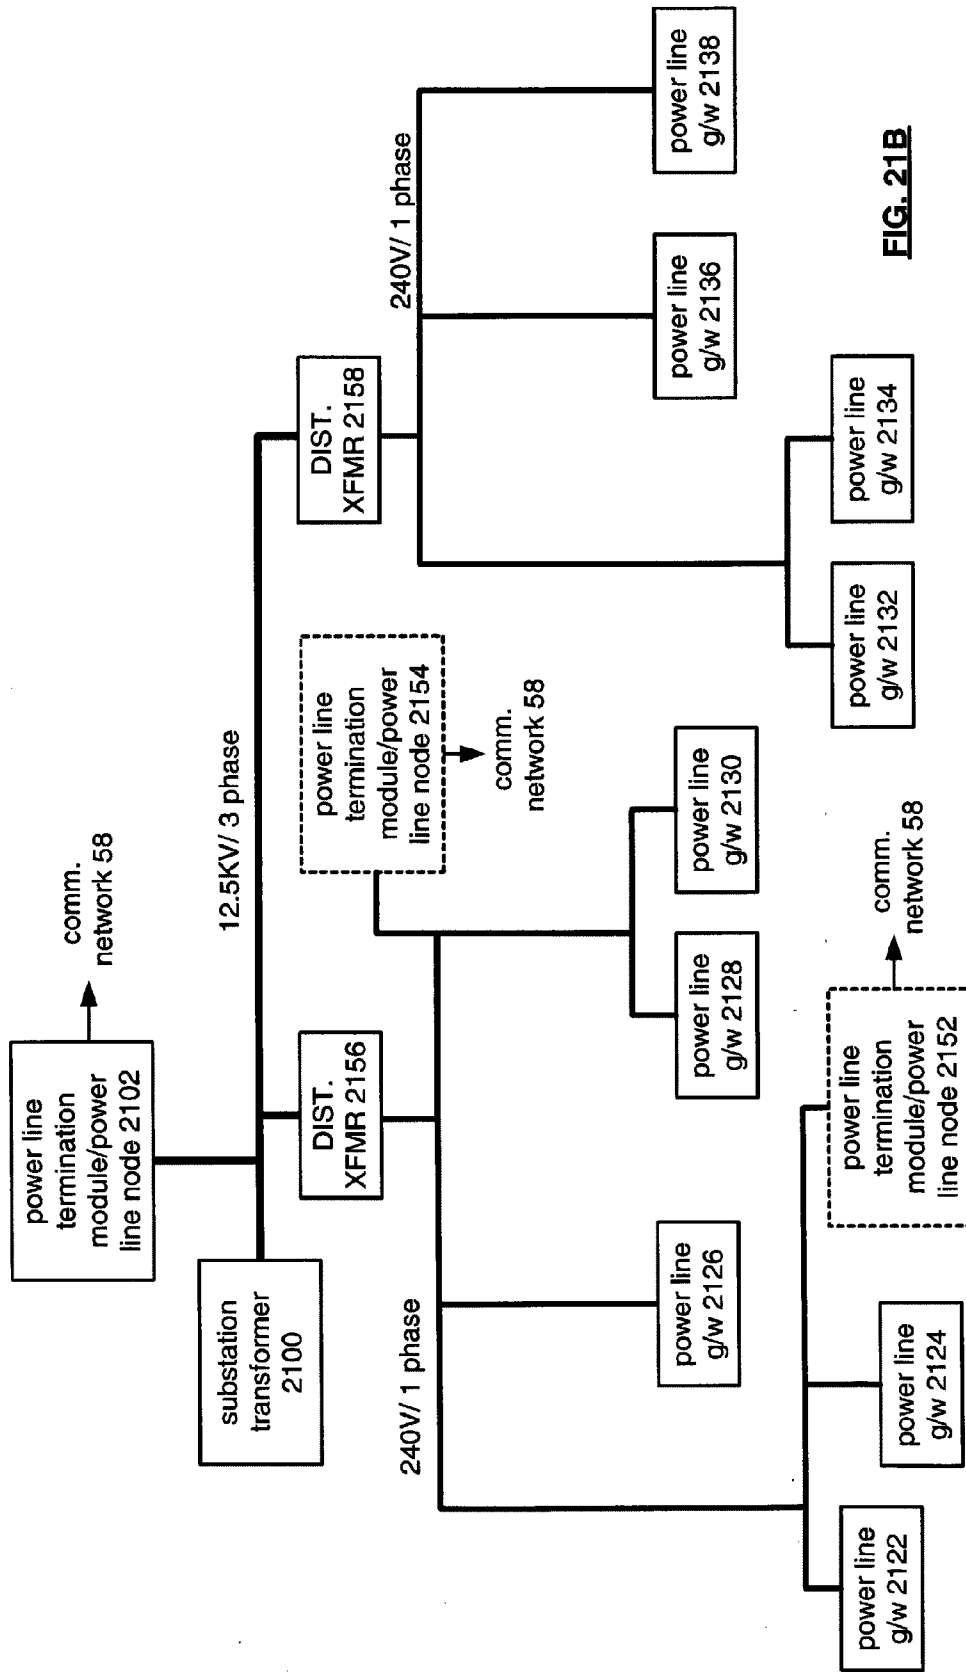 power line
termination
module/power
line node 2102
comm.
network 58
substation
transformer
2100
12.5KV/ 3 phase
DIST.
XFMR 2156
DIST.
XFMR 2158
power line
termination
module/power
line node 2154
comm.
network 58
240V/ 1 phase
240V/ 1 phase
power line
g/w 2126
power line
g/w 2128
power line
g/w 2130
power line
g/w 2136
power line
g/w 2138
power line
g/w 2122
power line
g/w 2124
power line
termination
module/power
line node 2152
comm.
network 58
power line
g/w 2132
power line
g/w 2134
FIG. 21B